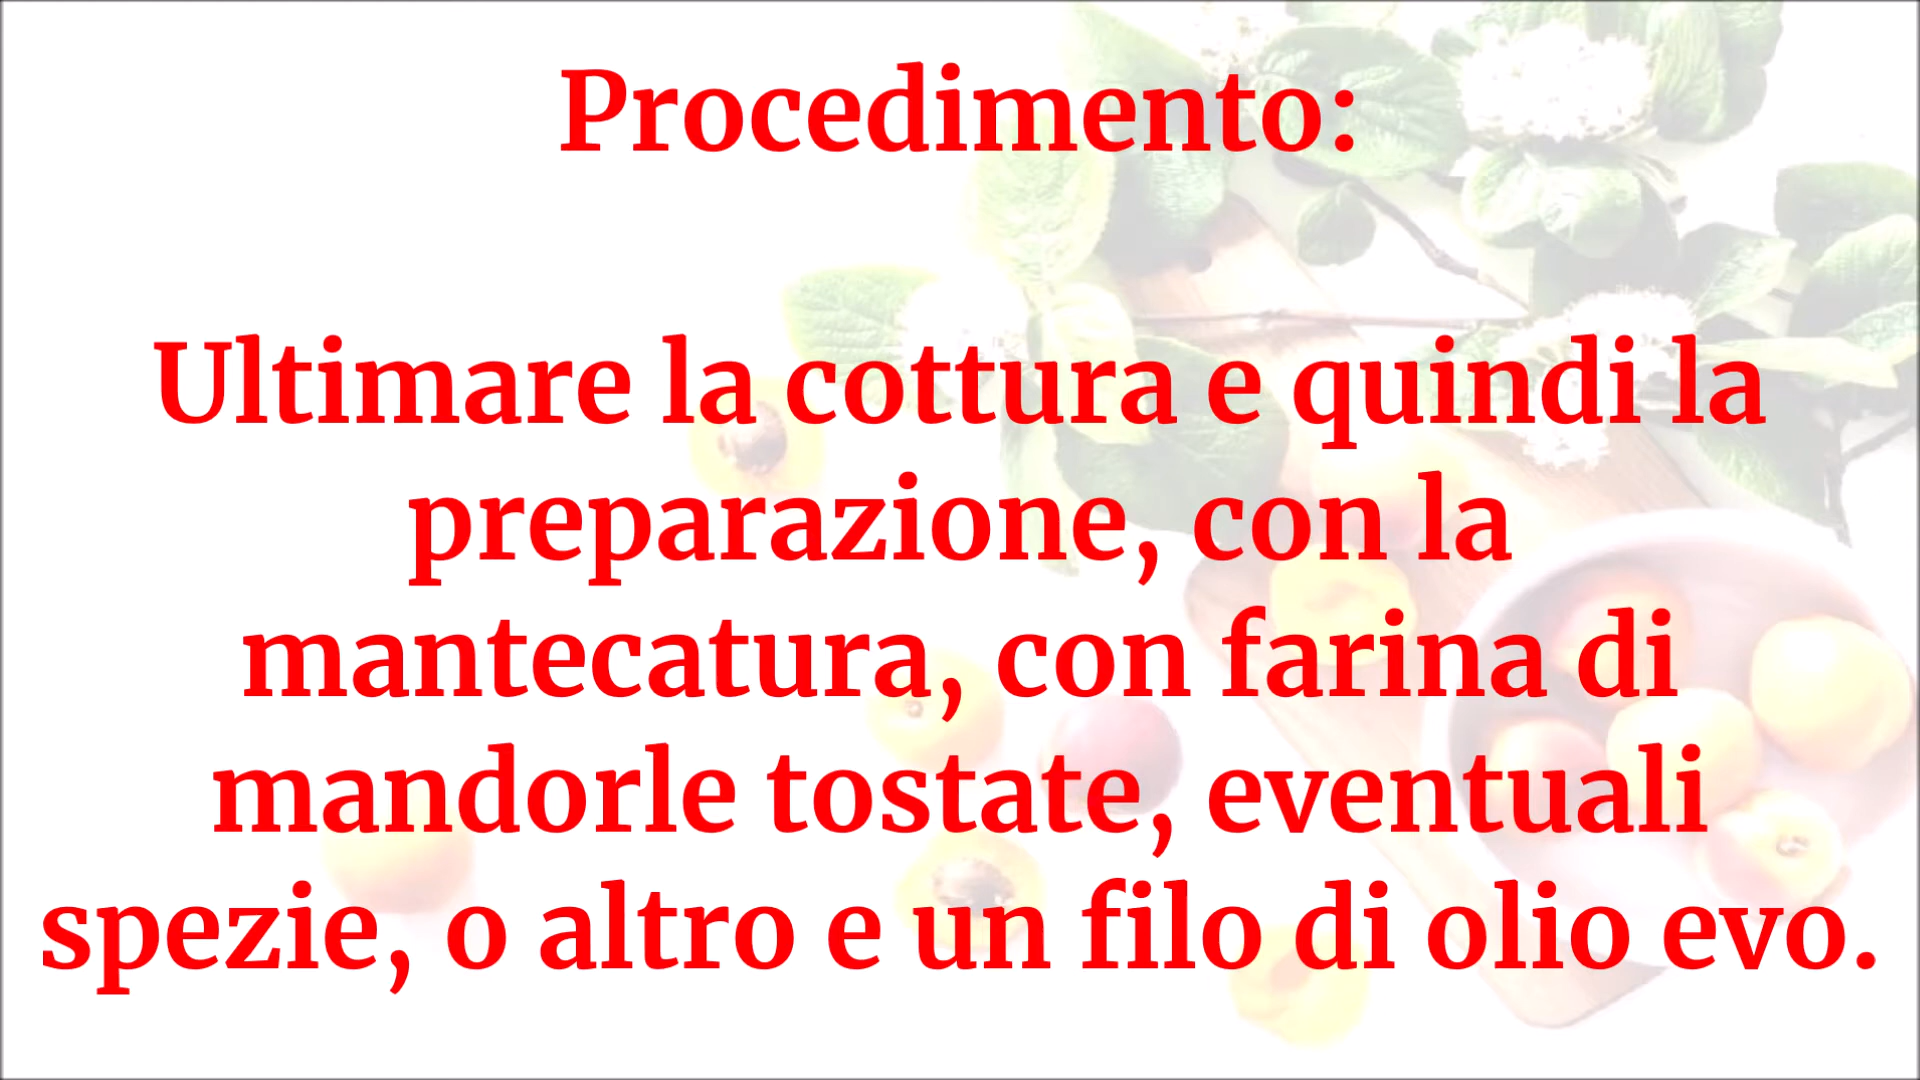 Procedimento:
Ultimare la cottura e quindi la
preparazione, con la
mantecatura, con farina di
mandorle tostate, eventuali
spezie, o altro e un filo di olio evo.